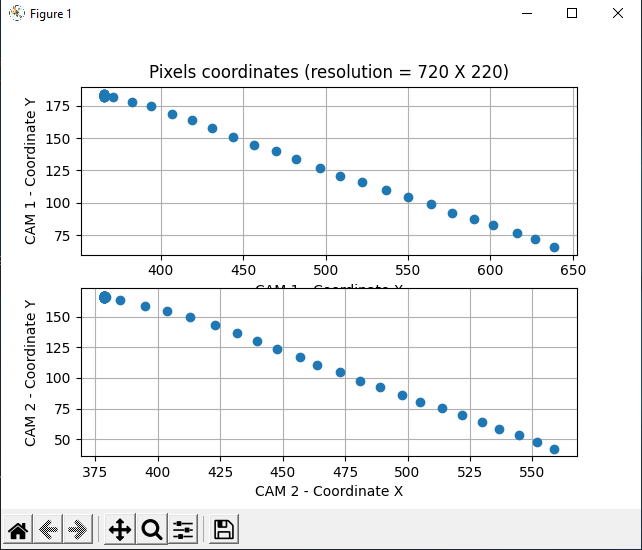 Figure 1
Pixels coordinates (resolution = 720 X 220)
CAM 1 - Coordinate Y
175
150
125
100
75
400 450 500 550 600 650
CAM 1 - Coordinate X
CAM 2 - Coordinate Y
150
125
100
75
50
375 400 425 450 475 500 525 550
CAM 2 - Coordinate X